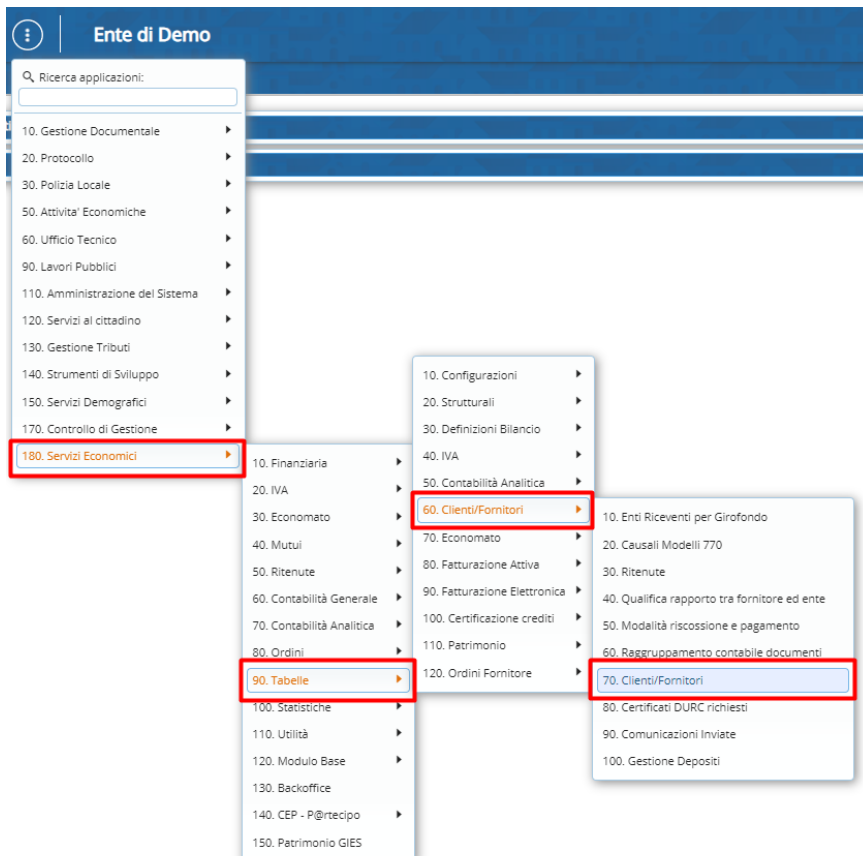 Ente di Demo
Ricerca applicazioni:
10. Gestione Documentale
20. Protocollo
30. Polizia Locale
50. Attivita' Economiche
60. Ufficio Tecnico
90. Lavori Pubblici
110. Amministrazione del Sistema
120. Servizi al cittadino
130. Gestione Tributi
140. Strumenti di Sviluppo
150. Servizi Demografici
170. Controllo di Gestione
180. Servizi Economici
10. Finanziaria
20. IVA
30. Economato
40. Mutui
50. Ritenute
60. Contabilità Generale
70. Contabilità Analitica
80. Ordini
90. Tabelle
100. Statistiche
110. Utilità
120. Modulo Base
130. Backoffice
140. CEP - P@rtecipo
150. Patrimonio GIES
10. Configurazioni
20. Strutturali
30. Definizioni Bilancio
40. IVA
50. Contabilità Analitica
60. Clienti/Fornitori
70. Economato
80. Fatturazione Attiva
90. Fatturazione Elettronica
100. Certificazione crediti
110. Patrimonio
120. Ordini Fornitore
10. Enti Riceventi per Girofondo
20. Causali Modelli 770
30. Ritenute
40. Qualifica rapporto tra fornitore ed ente
50. Modalità riscossione e pagamento
60. Raggruppamento contabile documenti
70. Clienti/Fornitori
80. Certificati DURC richiesti
90. Comunicazioni Inviate
100. Gestione Depositi